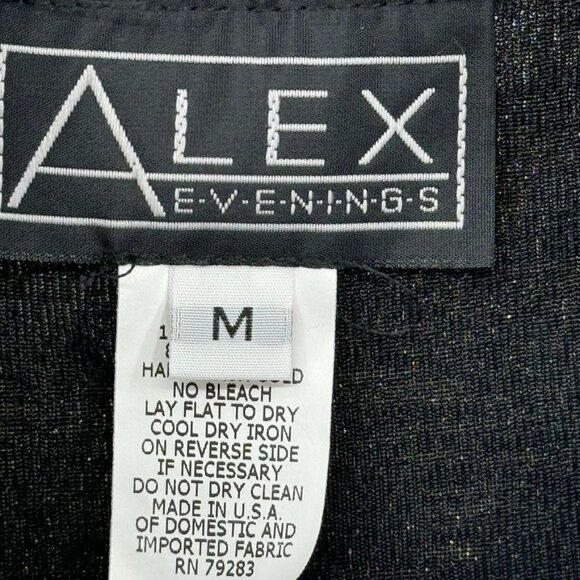 ALEX
E·V·E·N·I·N·G·S
M
NO BLEACH
LAY FLAT TO DRY
COOL DRY IRON
ON REVERSE SIDE
IF NECESSARY
DO NOT DRY CLEAN
MADE IN U.S.A.
OF DOMESTIC AND
IMPORTED FABRIC
RN 79283